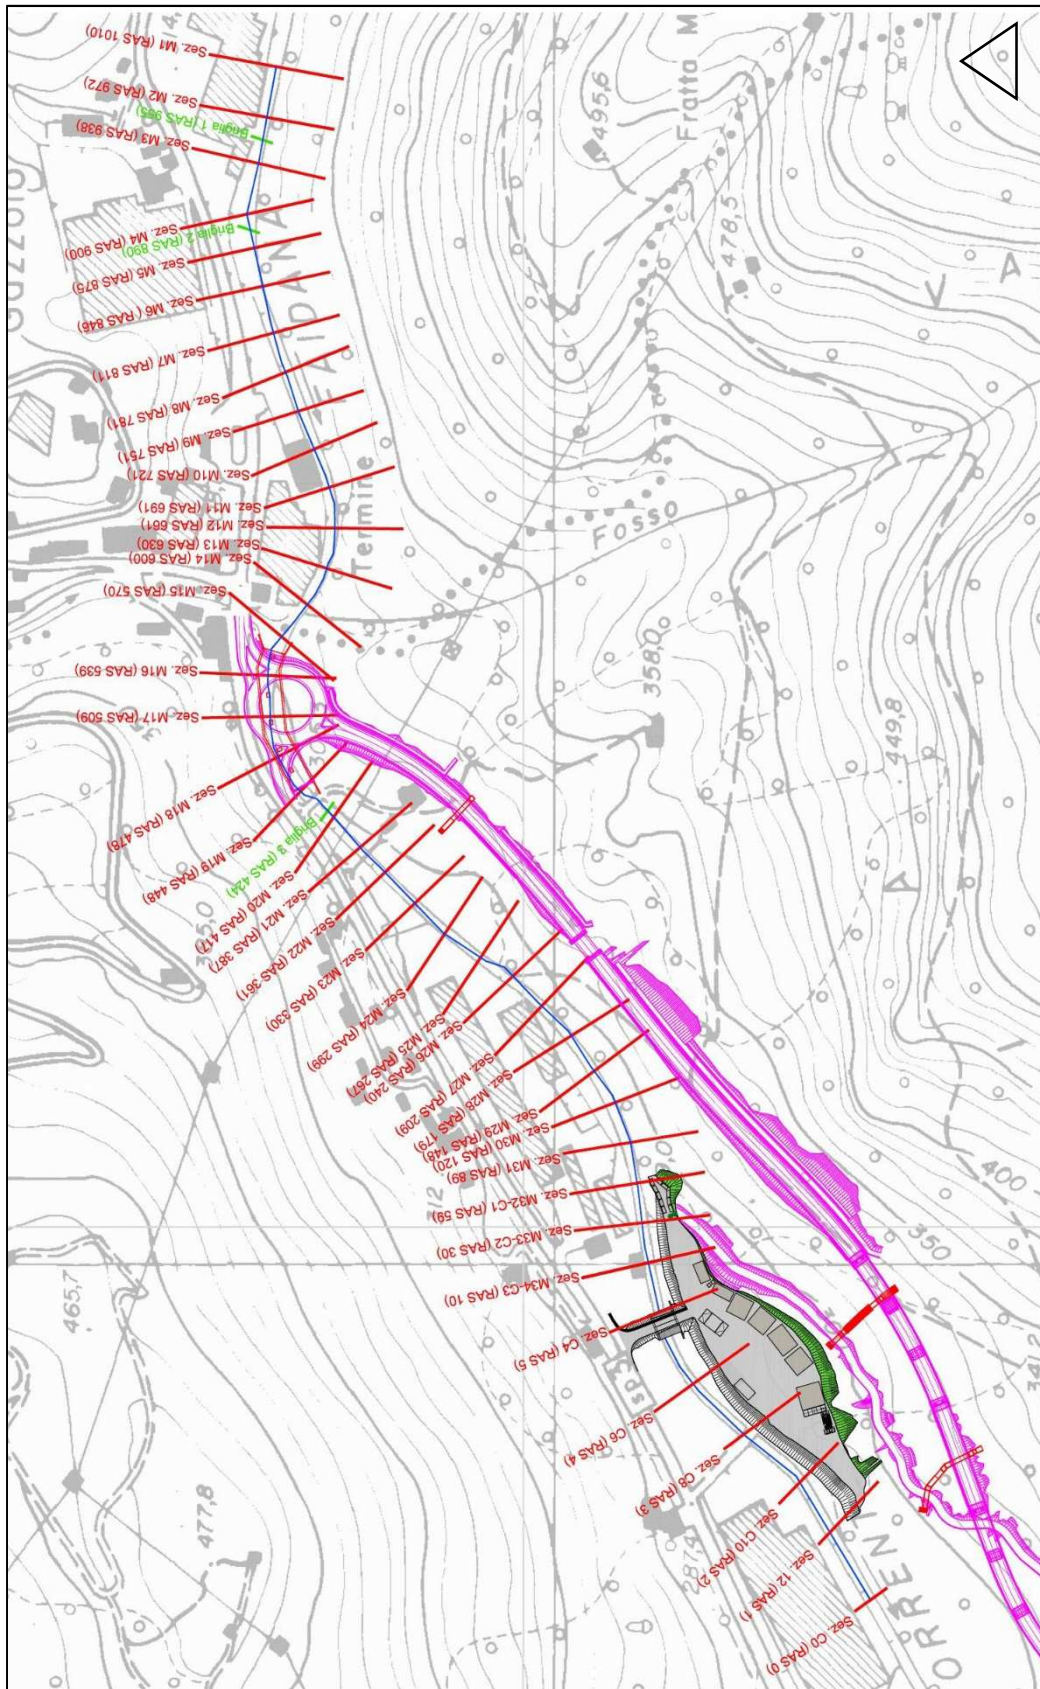 Sez. M1 (RAS 1010)
Sez. M2 (RAS 972)
Briglia 1 (RAS 955)
Sez. M3 (RAS 938)
Sez. M4 (RAS 900)
Briglia 2 (RAS 890)
Sez. M5 (RAS 875)
Sez. M6 (RAS 846)
Sez. M7 (RAS 811)
Sez. M8 (RAS 781)
Sez. M9 (RAS 751)
Sez. M10 (RAS 721)
Sez. M11 (RAS 691)
Sez. M12 (RAS 661)
Sez. M13 (RAS 630)
Sez. M14 (RAS 600)
Sez. M15 (RAS 570)
Sez. M16 (RAS 539)
Sez. M17 (RAS 509)
Sez. M18 (RAS 478)
Sez. M19 (RAS 448)
Briglia 3 (RAS 424)
Sez. M20 (RAS 417)
Sez. M21 (RAS 387)
Sez. M22 (RAS 361)
Sez. M23 (RAS 330)
Sez. M24 (RAS 299)
Sez. M25 (RAS 267)
Sez. M26 (RAS 240)
Sez. M27 (RAS 209)
Sez. M28 (RAS 179)
Sez. M29 (RAS 148)
Sez. M30 (RAS 120)
Sez. M31 (RAS 89)
Sez. M32-C1 (RAS 59)
Sez. M33-C2 (RAS 30)
Sez. M34-C3 (RAS 10)
Sez. C4 (RAS 5)
Sez. C6 (RAS 4)
Sez. C8 (RAS 3)
Sez. C10 (RAS 2)
Sez. 12 (RAS 1)
Sez. C0 (RAS 0)
495,6
Fratta M
478,5
Termine
FOSSO
358,0
449,8
400
350
465,7
477,8